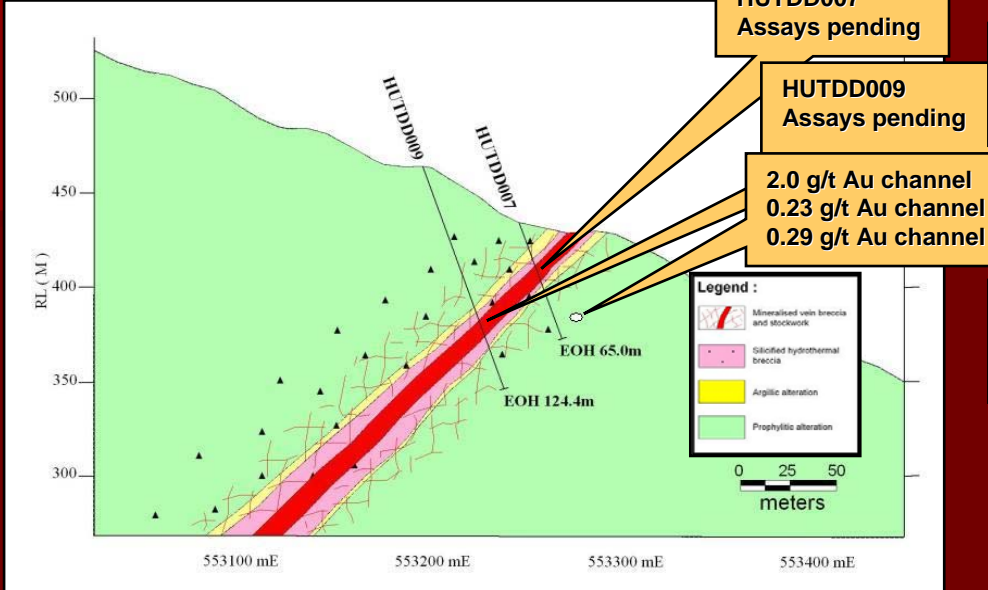 HUTDD007
Assays pending
HUTDD009
Assays pending
2.0 g/t Au channel
0.23 g/t Au channel
0.29 g/t Au channel
HUTDD009
HUTDD007
RL ( M )
500
450
400
350
300
EOH 65.0m
EOH 124.4m
Legend :
Mineralised vein breccia
and stockwork
Silicified hydrothermal
breccia
Argillic alteration
Prophylitic alteration
0 25 50
meters
553100 mE 553200 mE 553300 mE 553400 mE